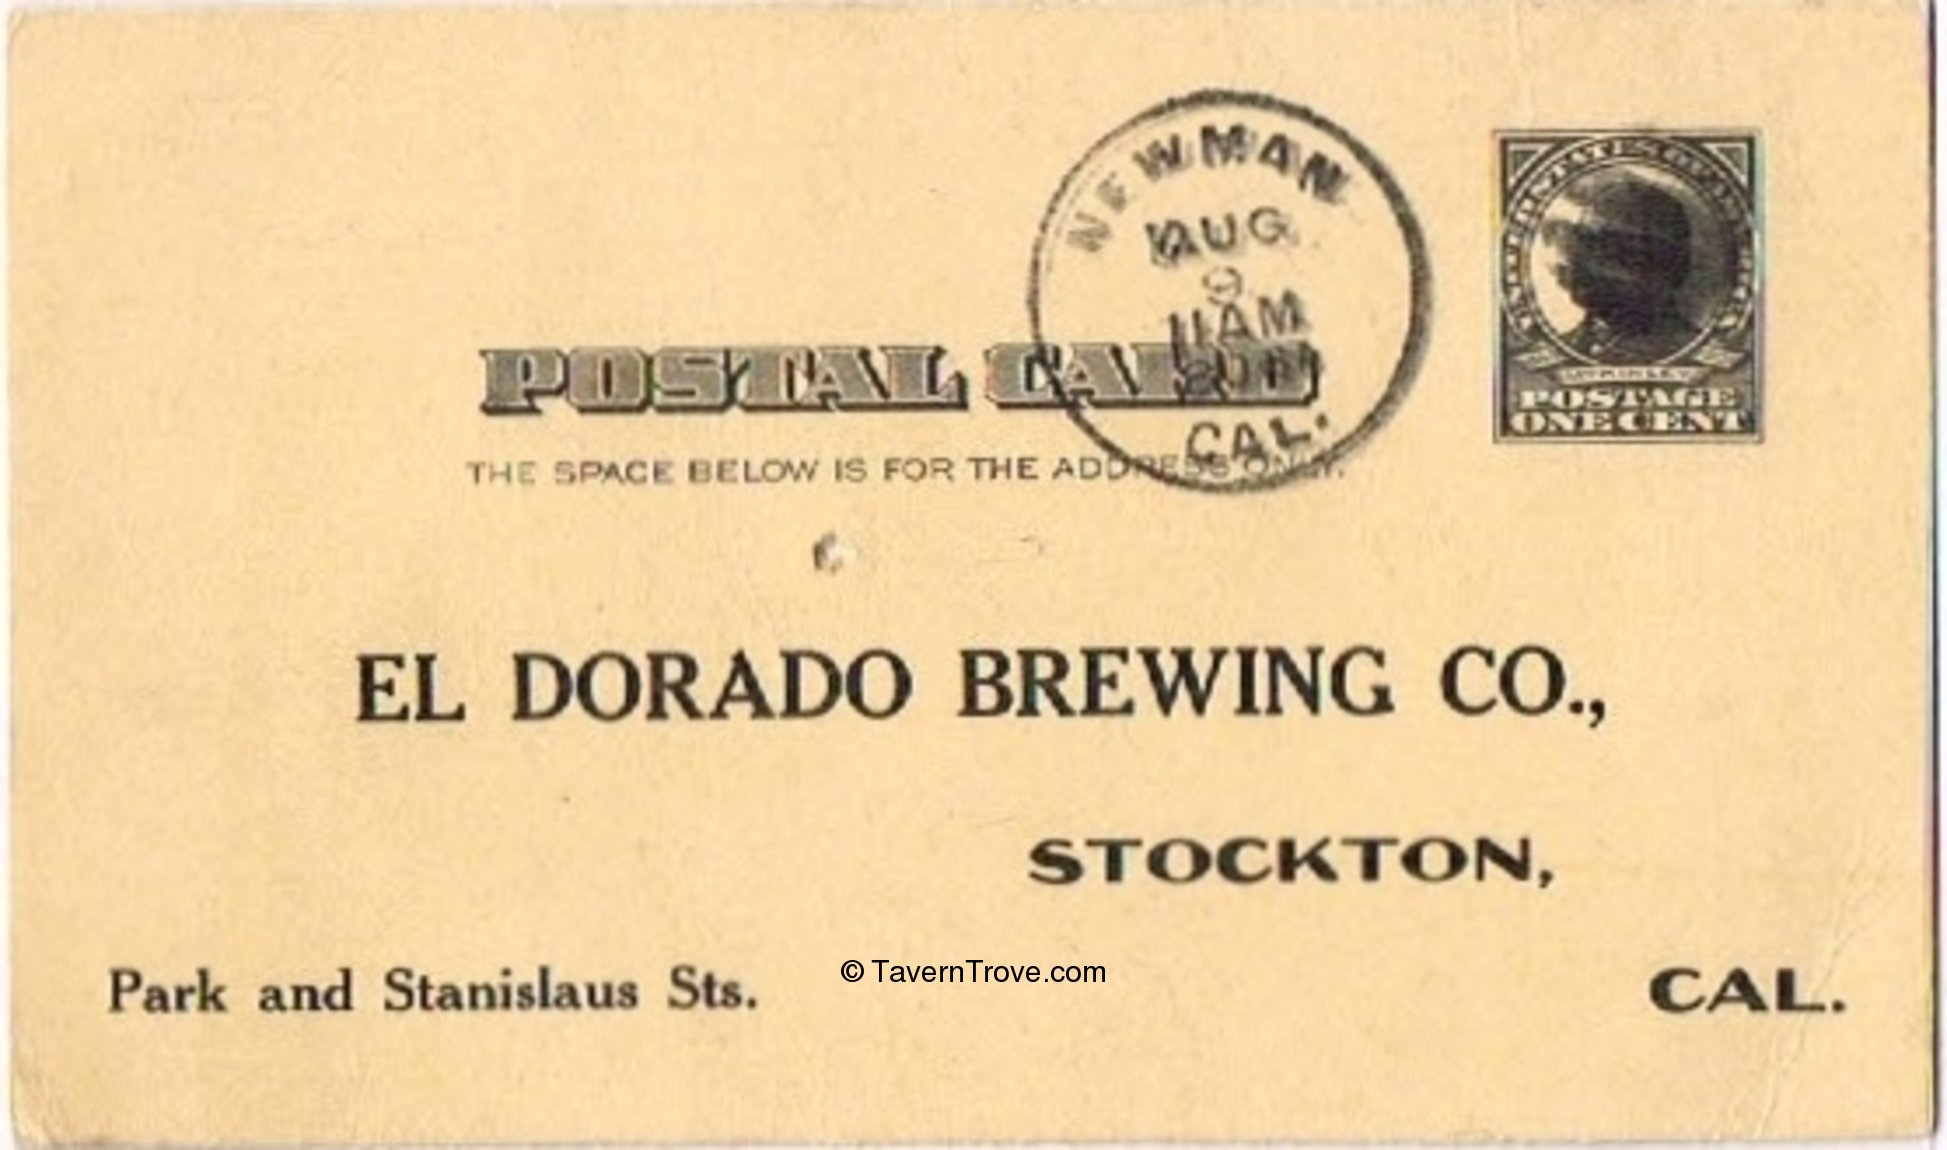 NEWMAN
AUG
9
11AM
CAL.
POSTAL CARD
THE SPACE BELOW IS FOR THE ADDRESS ONLY.
POSTAGE
ONE CENT
EL DORADO BREWING CO.,
STOCKTON,
Park and Stanislaus Sts.
© TavernTrove.com
CAL.